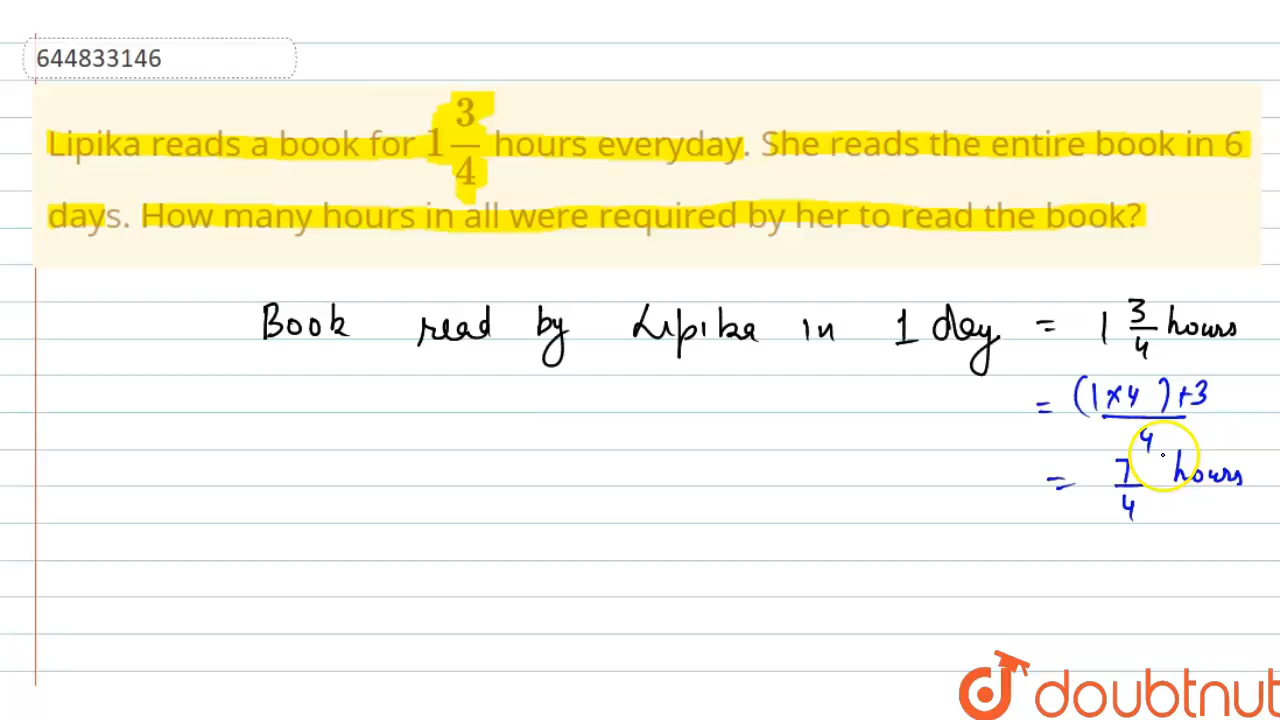 644833146
Lipika reads a book for 1 3/4 hours everyday. She reads the entire book in 6
days. How many hours in all were required by her to read the book?
Book read by Lipika in 1 day = 1 3/4 hours
= (1 × 4) + 3 / 4
= 7/4 hours
doubtnut